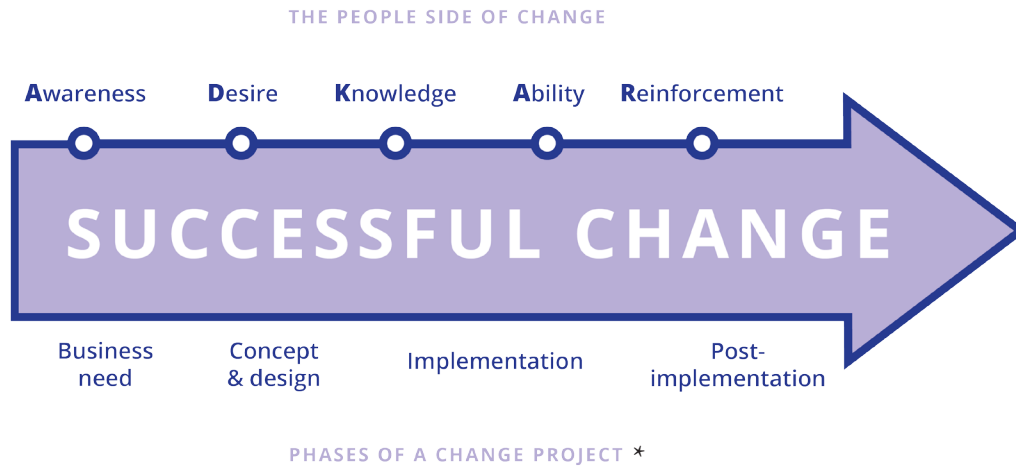 THE PEOPLE SIDE OF CHANGE
Awareness Desire Knowledge Ability Reinforcement
SUCCESSFUL CHANGE
Business Concept Implementation Post-
need & design implementation
PHASES OF A CHANGE PROJECT *